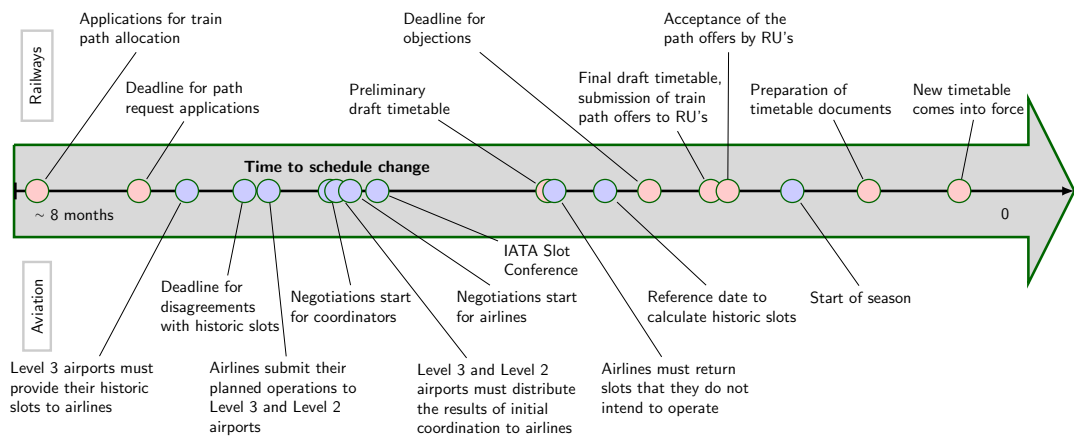 Railways
Applications for train
path allocation
Deadline for path
request applications
Preliminary
draft timetable
Deadline for
objections
Final draft timetable,
submission of train
path offers to RU's
Acceptance of the
path offers by RU's
Preparation of
timetable documents
New timetable
comes into force
Time to schedule change
~ 8 months
0
Aviation
Level 3 airports must
provide their historic
slots to airlines
Deadline for
disagreements
with historic slots
Airlines submit their
planned operations to
Level 3 and Level 2
airports
Negotiations start
for coordinators
Level 3 and Level 2
airports must distribute
the results of initial
coordination to airlines
Negotiations start
for airlines
IATA Slot
Conference
Airlines must return
slots that they do not
intend to operate
Reference date to
calculate historic slots
Start of season